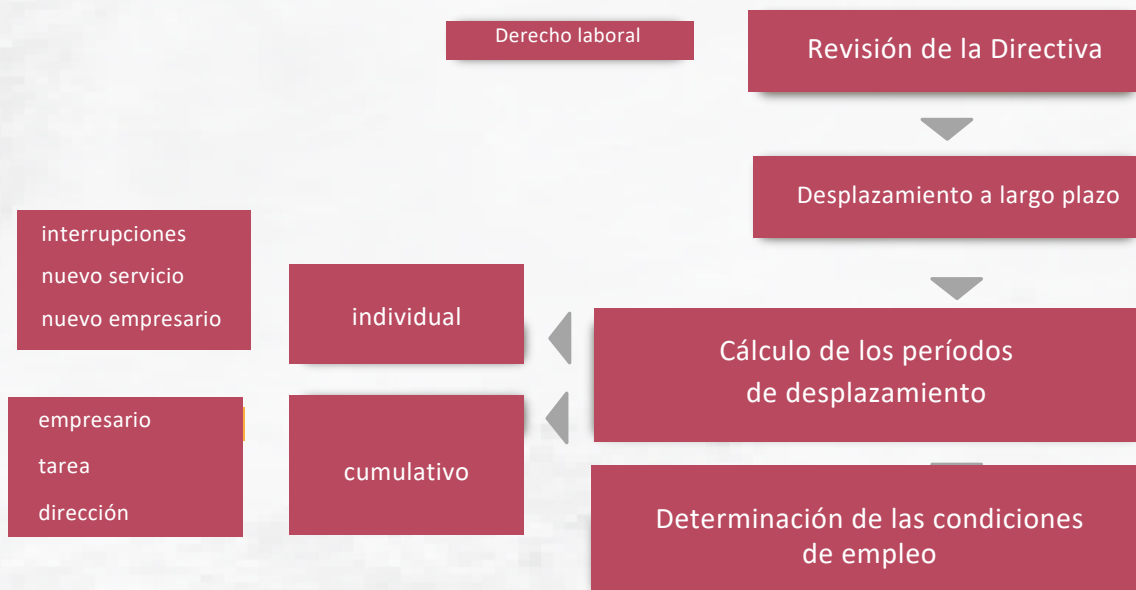 Derecho laboral
Revisión de la Directiva
Desplazamiento a largo plazo
interrupciones
nuevo servicio
nuevo empresario
individual
Cálculo de los períodos
de desplazamiento
empresario
tarea
dirección
cumulativo
Determinación de las condiciones
de empleo